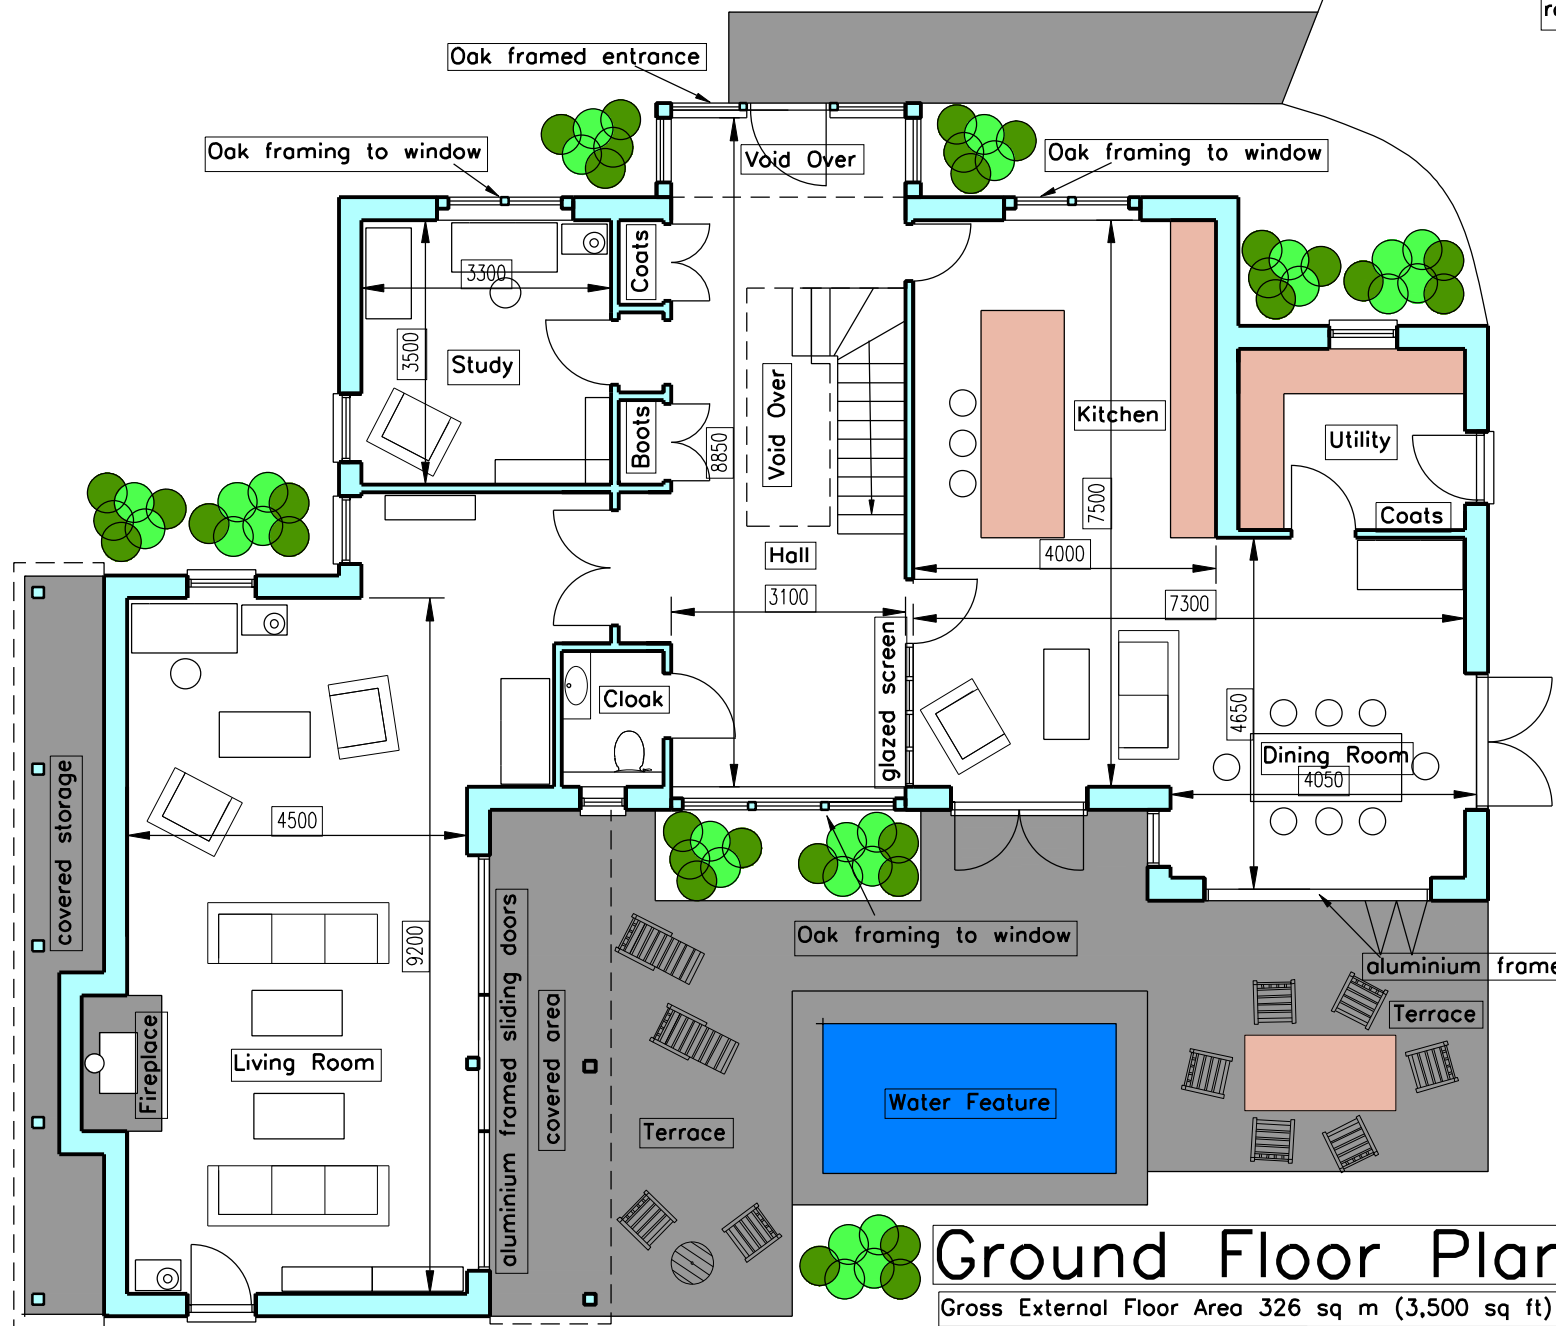 Oak framed entrance
Oak framing to window
Void Over
Oak framing to window
Coats
3300
3500
Study
Boots
8850
Void Over
Kitchen
Utility
Coats
7500
Hall
4000
3100
7300
glazed screen
Cloak
4650
Dining Room
4050
covered storage
4500
9200
aluminium framed sliding doors
covered area
Oak framing to window
aluminium frame
Terrace
Fireplace
Living Room
Water Feature
Terrace
Ground Floor Plan
Gross External Floor Area 326 sq m (3,500 sq ft)